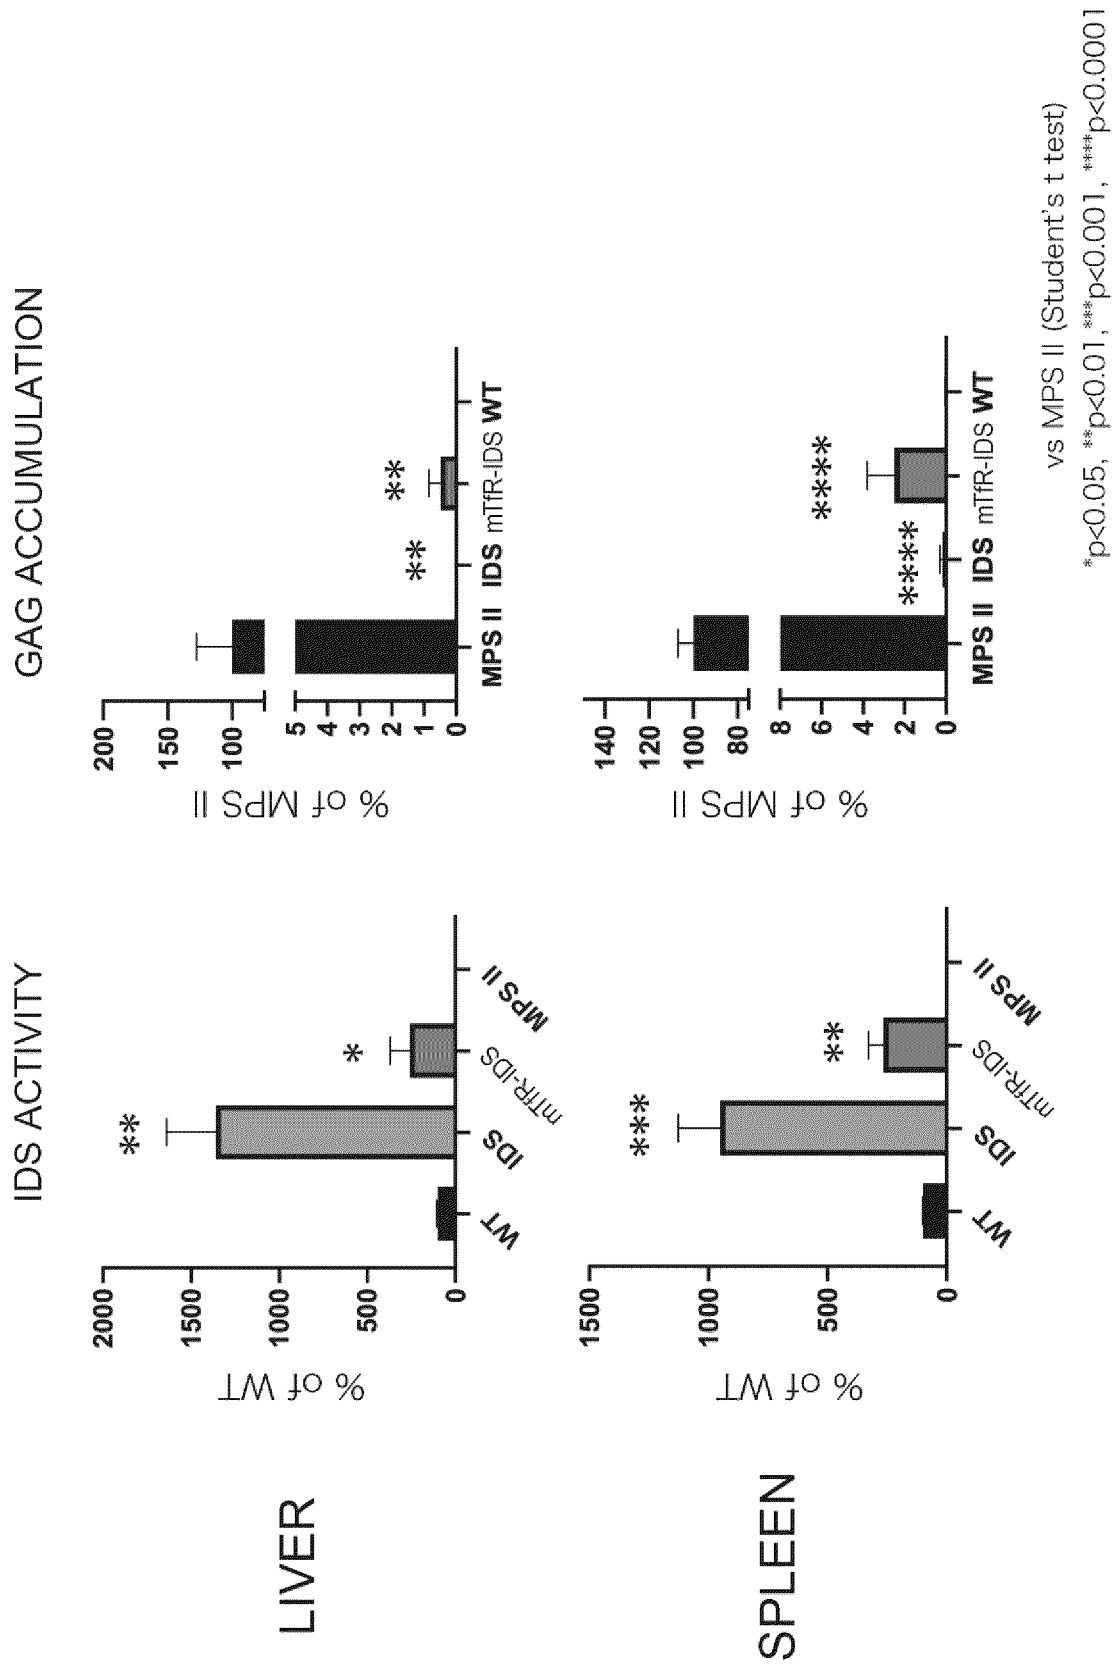 IDS ACTIVITY
GAG ACCUMULATION
LIVER
% of WT
2000
1500
1000
500
0
**
*
WT
IDS
mTfR-IDS
MPS II
% of MPS II
200
150
100
5
4
3
2
1
0
**
**
MPS II IDS mTfR-IDS WT
SPLEEN
% of WT
1500
1000
500
0
***
**
WT
IDS
mTfR-IDS
MPS II
% of MPS II
140
120
100
80
8
6
4
2
0
****
****
MPS II IDS mTfR-IDS WT
vs MPS II (Student's t test)
*p<0.05, **p<0.01, ***p<0.001, ****p<0.0001